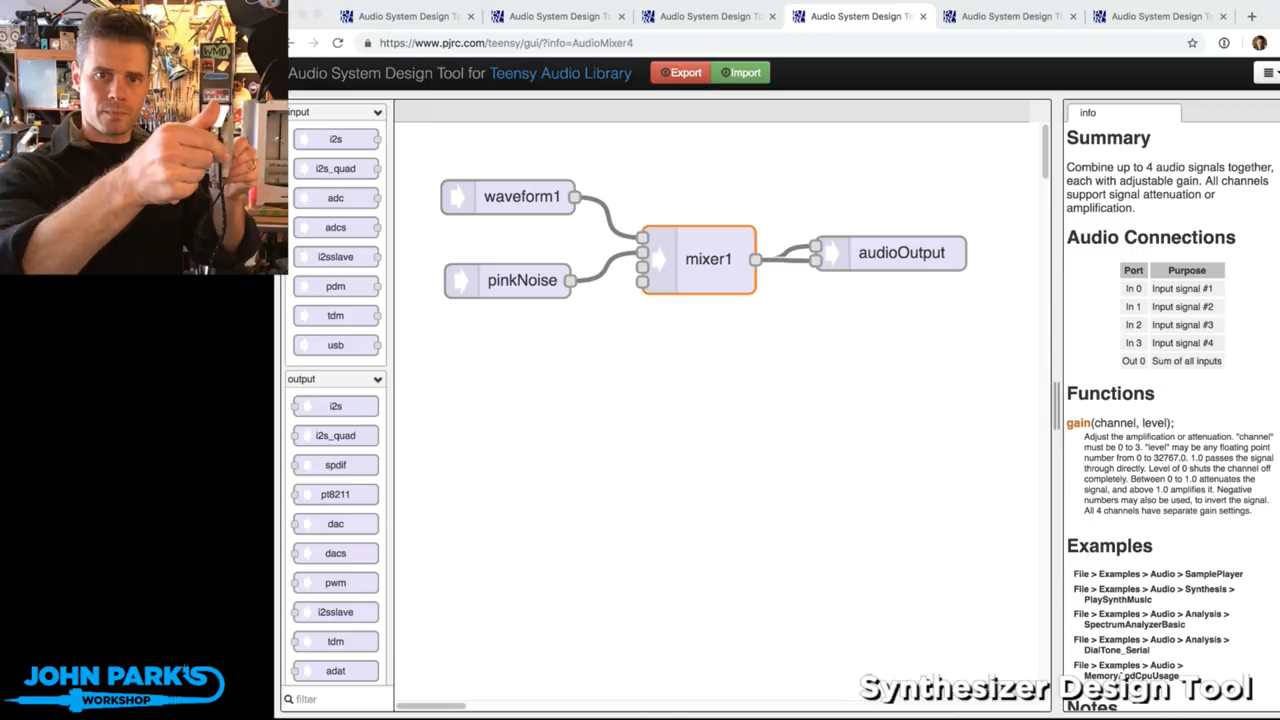 Audio System Design To
Audio System Design To
Audio System Design To
Audio System Design To
Audio System Design To
Audio System Design To
https://www.pjrc.com/teensy/gui/?info=AudioMixer4
Audio System Design Tool for Teensy Audio Library
Export
Import
WMD
input
i2s
i2s_quad
adc
adcs
i2sslave
pdm
tdm
usb
output
i2s
i2s_quad
spdif
pt8211
dac
dacs
pwm
i2sslave
tdm
adat
filter
waveform1
pinkNoise
mixer1
audioOutput
info
Summary
Combine up to 4 audio signals together,
each with adjustable gain. All channels
support signal attenuation or
amplification.
Audio Connections
Port Purpose
In 0 Input signal #1
In 1 Input signal #2
In 2 Input signal #3
In 3 Input signal #4
Out 0 Sum of all inputs
Functions
gain(channel, level);
Adjust the amplification or attenuation. "channel"
must be 0 to 3. "level" may be any floating point
number from 0 to 32767.0. 1.0 passes the signal
through directly. Level of 0 shuts the channel off
completely. Between 0 to 1.0 attenuates the
signal, and above 1.0 amplifies it. Negative
numbers may also be used, to invert the signal.
All 4 channels have separate gain settings.
Examples
File > Examples > Audio > SamplePlayer
File > Examples > Audio > Synthesis >
PlaySynthMusic
File > Examples > Audio > Analysis >
SpectrumAnalyzerBasic
File > Examples > Audio > Analysis >
DialTone_Serial
File > Examples > Audio >
MemoryAndCpuUsage
Notes
JOHN PARK'S
WORKSHOP
Synthesizer Design Tool